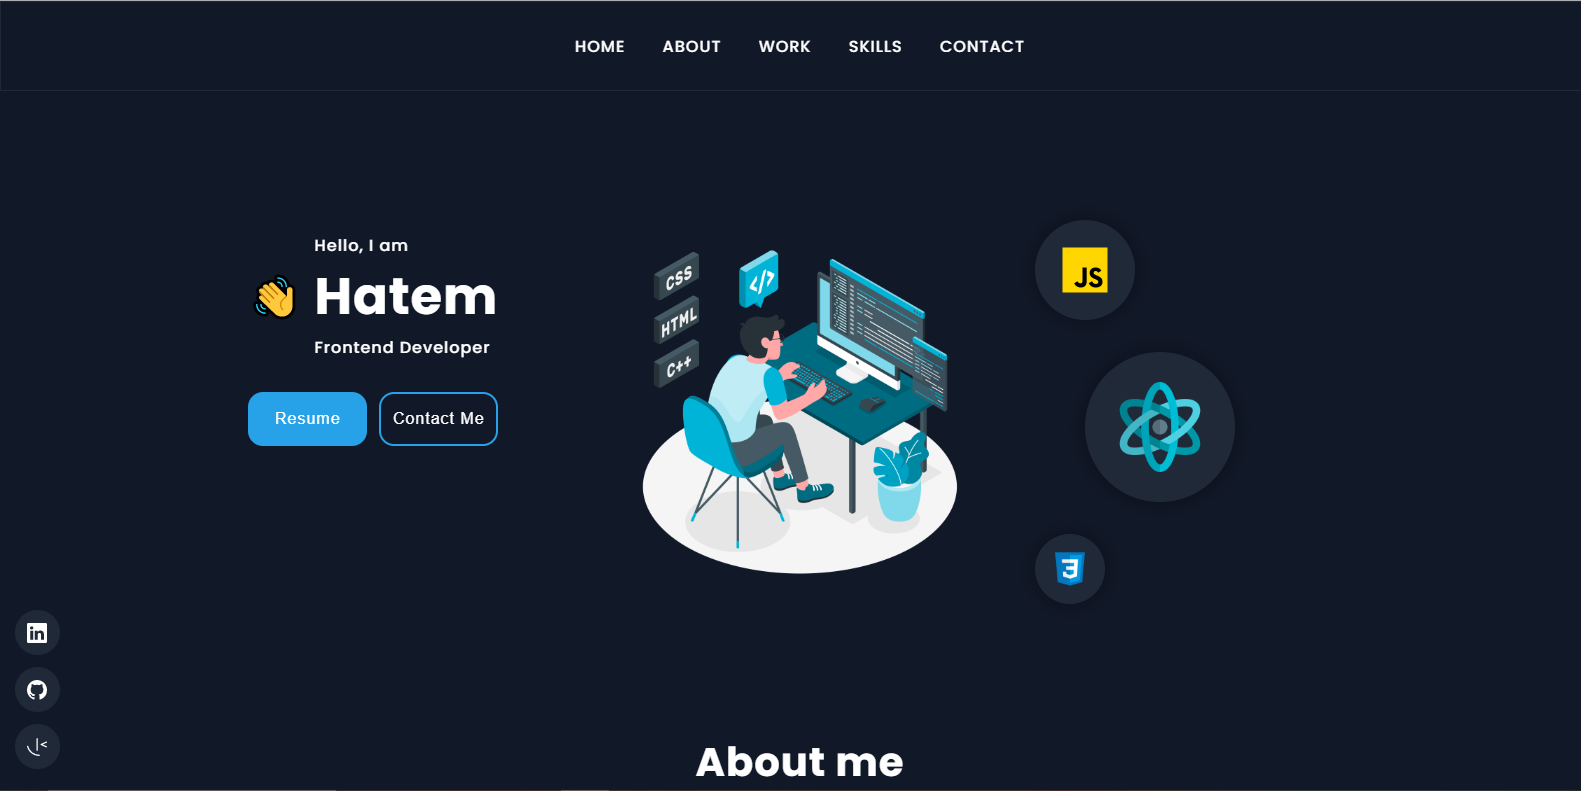 HOME ABOUT WORK SKILLS CONTACT
Hello, I am
Hatem
Frontend Developer
Resume Contact Me
CSS
HTML
C++
</>
JS
3
in
About me